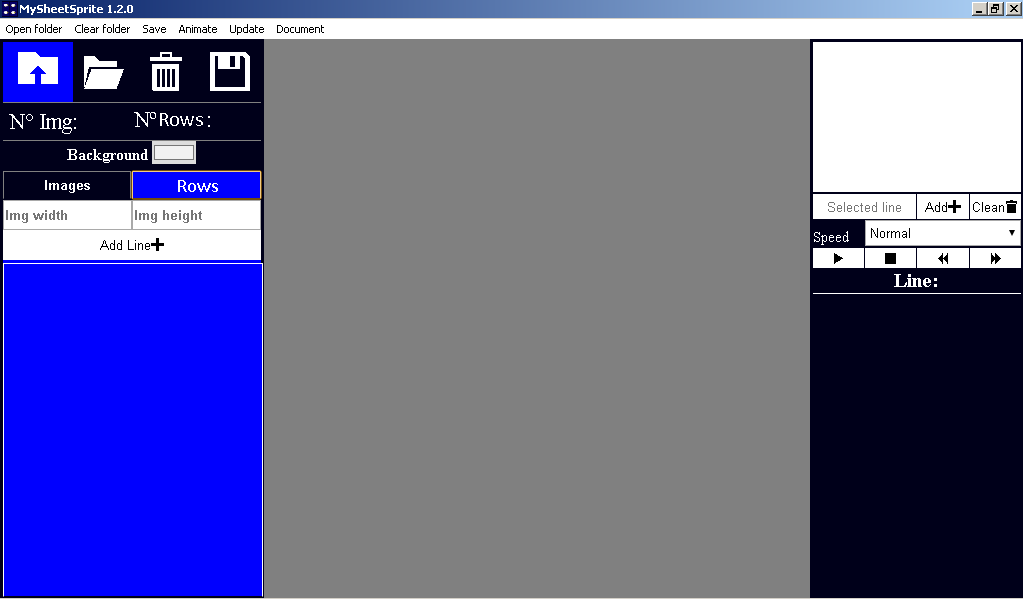 MySheetSprite 1.2.0
Open folder Clear folder Save Animate Update Document
N° Img: N°Rows:
Background
Images Rows
Img width Img height
Add Line
Selected line Add Clean
Speed Normal
Line: